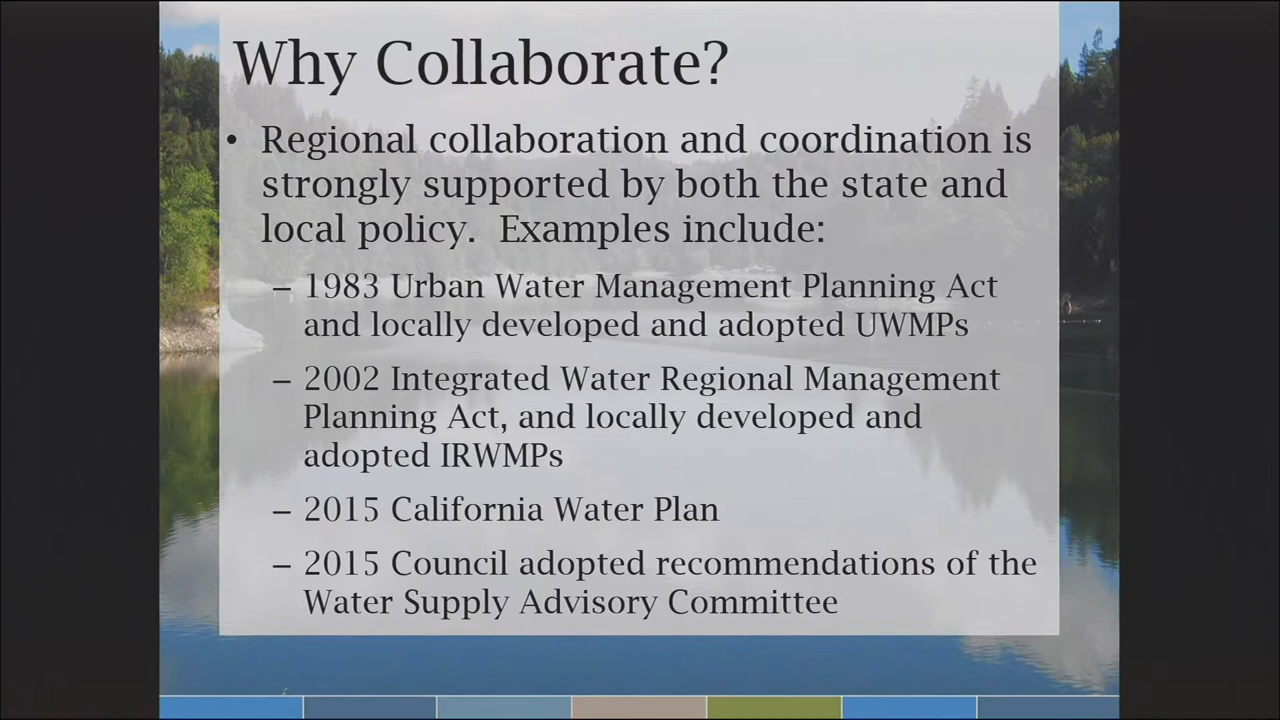 Why Collaborate?
• Regional collaboration and coordination is
strongly supported by both the state and
local policy.  Examples include:
– 1983 Urban Water Management Planning Act
and locally developed and adopted UWMPs
– 2002 Integrated Water Regional Management
Planning Act, and locally developed and
adopted IRWMPs
– 2015 California Water Plan
– 2015 Council adopted recommendations of the
Water Supply Advisory Committee